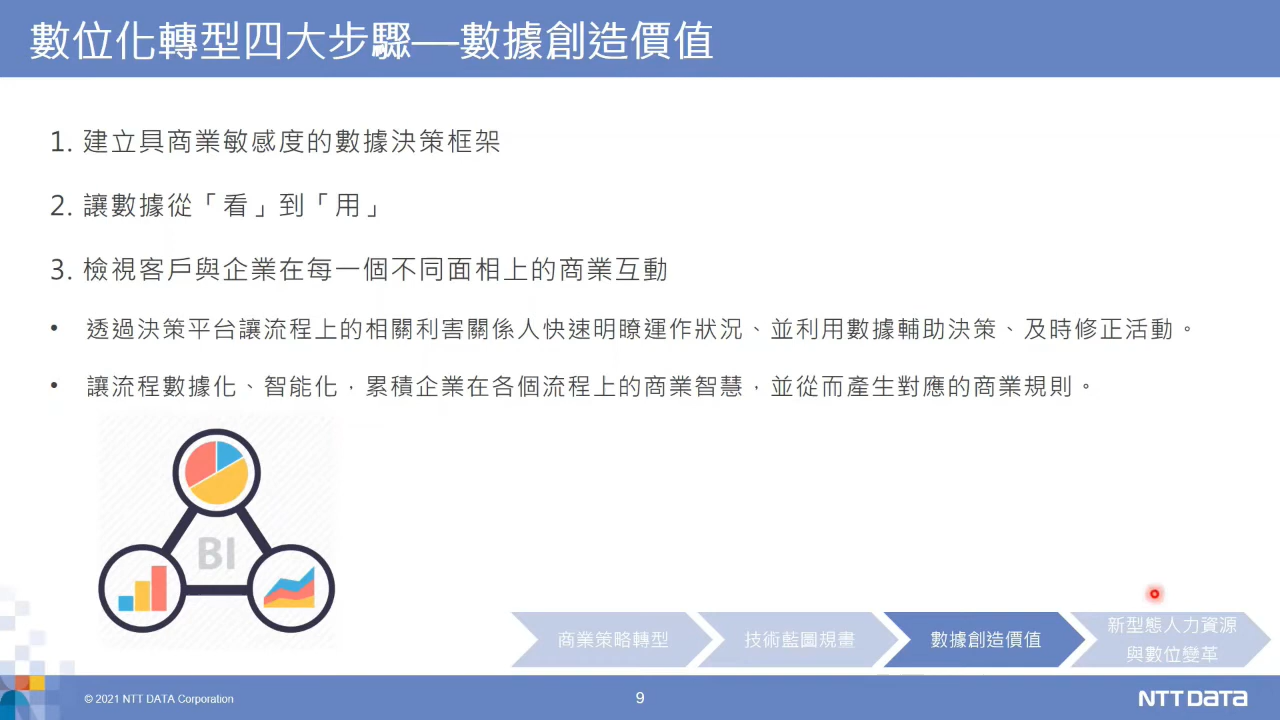 數位化轉型四大步驟——數據創造價值
1. 建立具商業敏感度的數據決策框架
2. 讓數據從「看」到「用」
3. 檢視客戶與企業在每一個不同面相上的商業互動
• 透過決策平台讓流程上的相關利害關係人快速明瞭運作狀況、並利用數據輔助決策、及時修正活動。
• 讓流程數據化、智能化，累積企業在各個流程上的商業智慧，並從而產生對應的商業規則。
BI
商業策略轉型
技術藍圖規畫
數據創造價值
新型態人力資源
與數位變革
© 2021 NTT DATA Corporation
9
NTT DATA